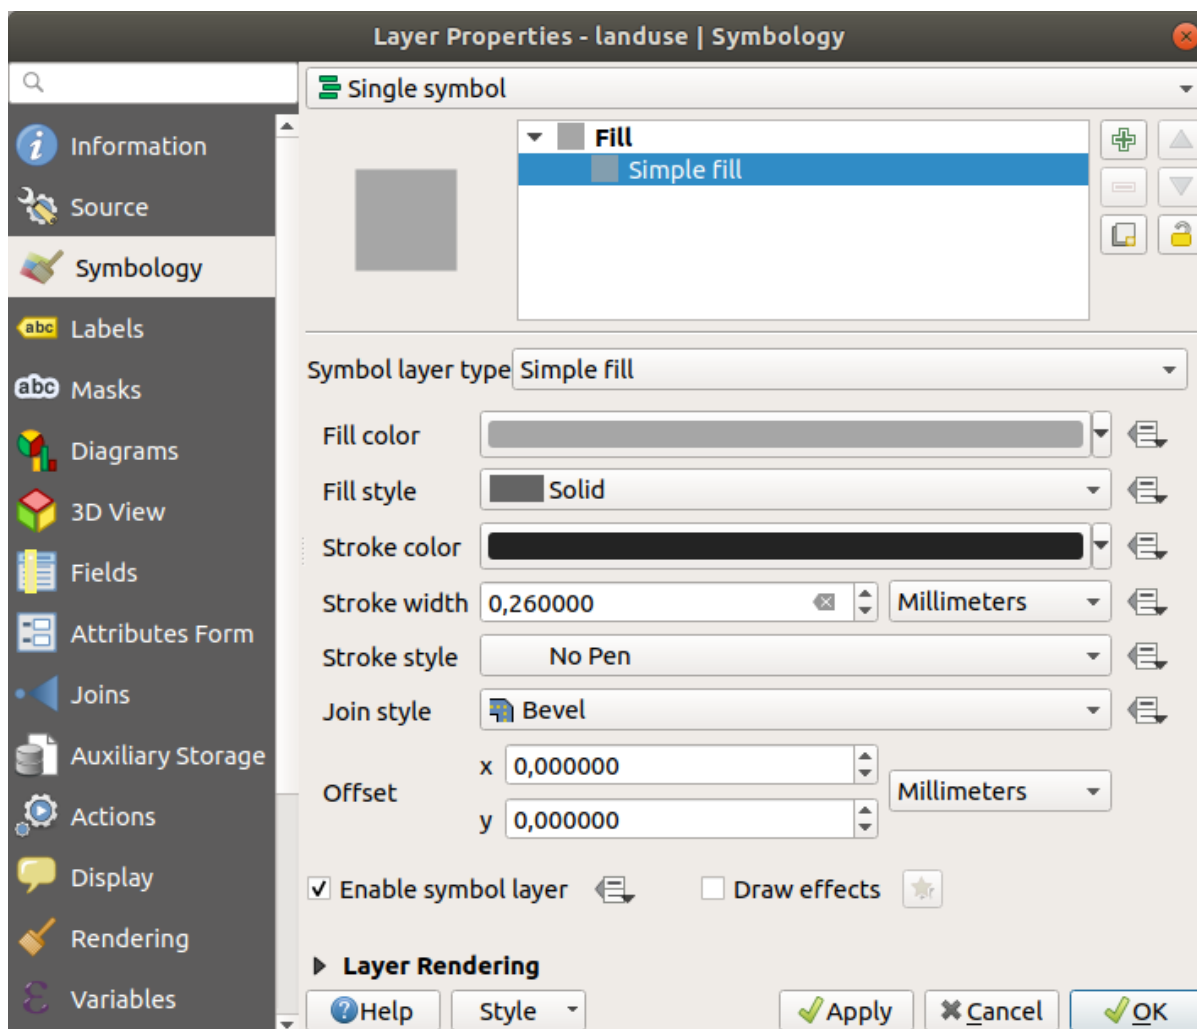 Layer Properties - landuse | Symbology
Single symbol
Information
Source
Symbology
abc Labels
abc Masks
Diagrams
3D View
Fields
Attributes Form
Joins
Auxiliary Storage
Actions
Display
Rendering
Variables
Fill
Simple fill
Symbol layer type Simple fill
Fill color
Fill style Solid
Stroke color
Stroke width 0,260000 Millimeters
Stroke style No Pen
Join style Bevel
Offset x 0,000000 Millimeters
y 0,000000
Enable symbol layer Draw effects
Layer Rendering
Help Style Apply Cancel OK